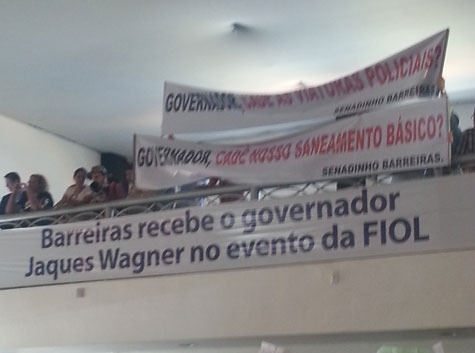 GOVERNADOR, CADÊ AS VIATURAS POLICIAIS?
SENADINHO BARREIRAS.
GOVERNADOR, CADÊ NOSSO SANEAMENTO BÁSICO?
SENADINHO BARREIRAS.
Barreiras recebe o governador
Jaques Wagner no evento da FIOL